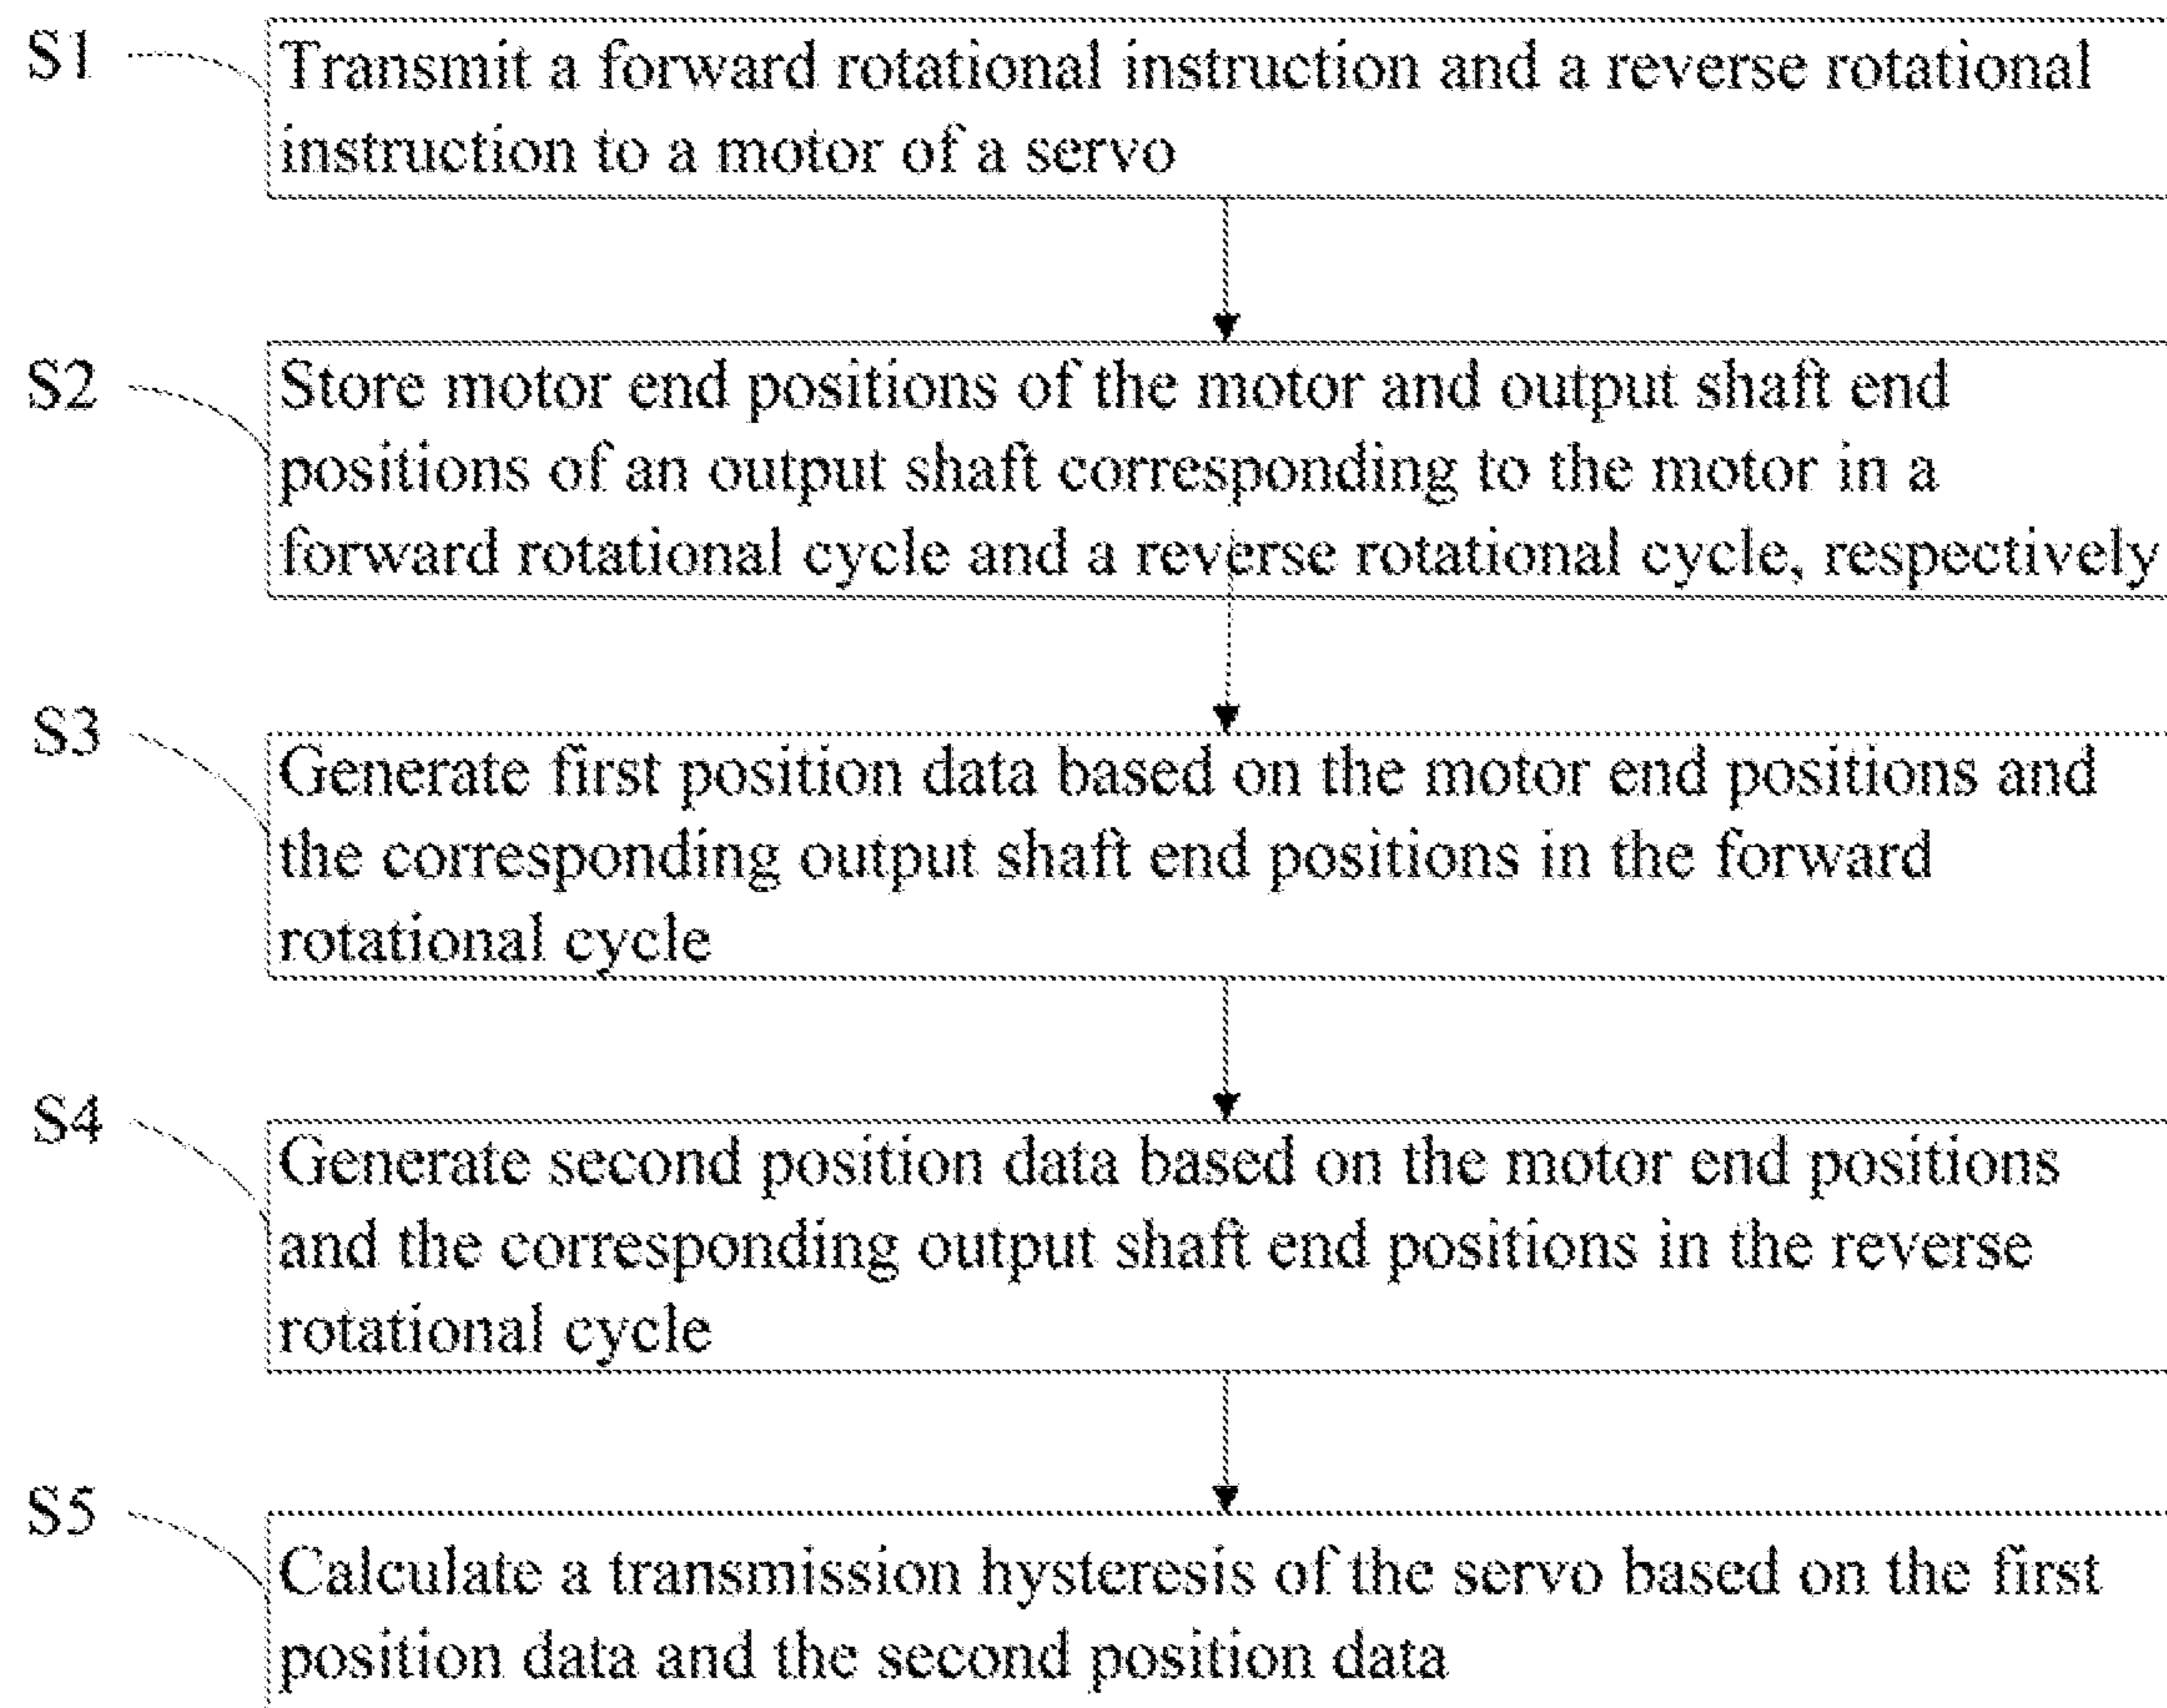 S1
Transmit a forward rotational instruction and a reverse rotational
instruction to a motor of a servo
S2
Store motor end positions of the motor and output shaft end
positions of an output shaft corresponding to the motor in a
forward rotational cycle and a reverse rotational cycle, respectively
S3
Generate first position data based on the motor end positions and
the corresponding output shaft end positions in the forward
rotational cycle
S4
Generate second position data based on the motor end positions
and the corresponding output shaft end positions in the reverse
rotational cycle
S5
Calculate a transmission hysteresis of the servo based on the first
position data and the second position data